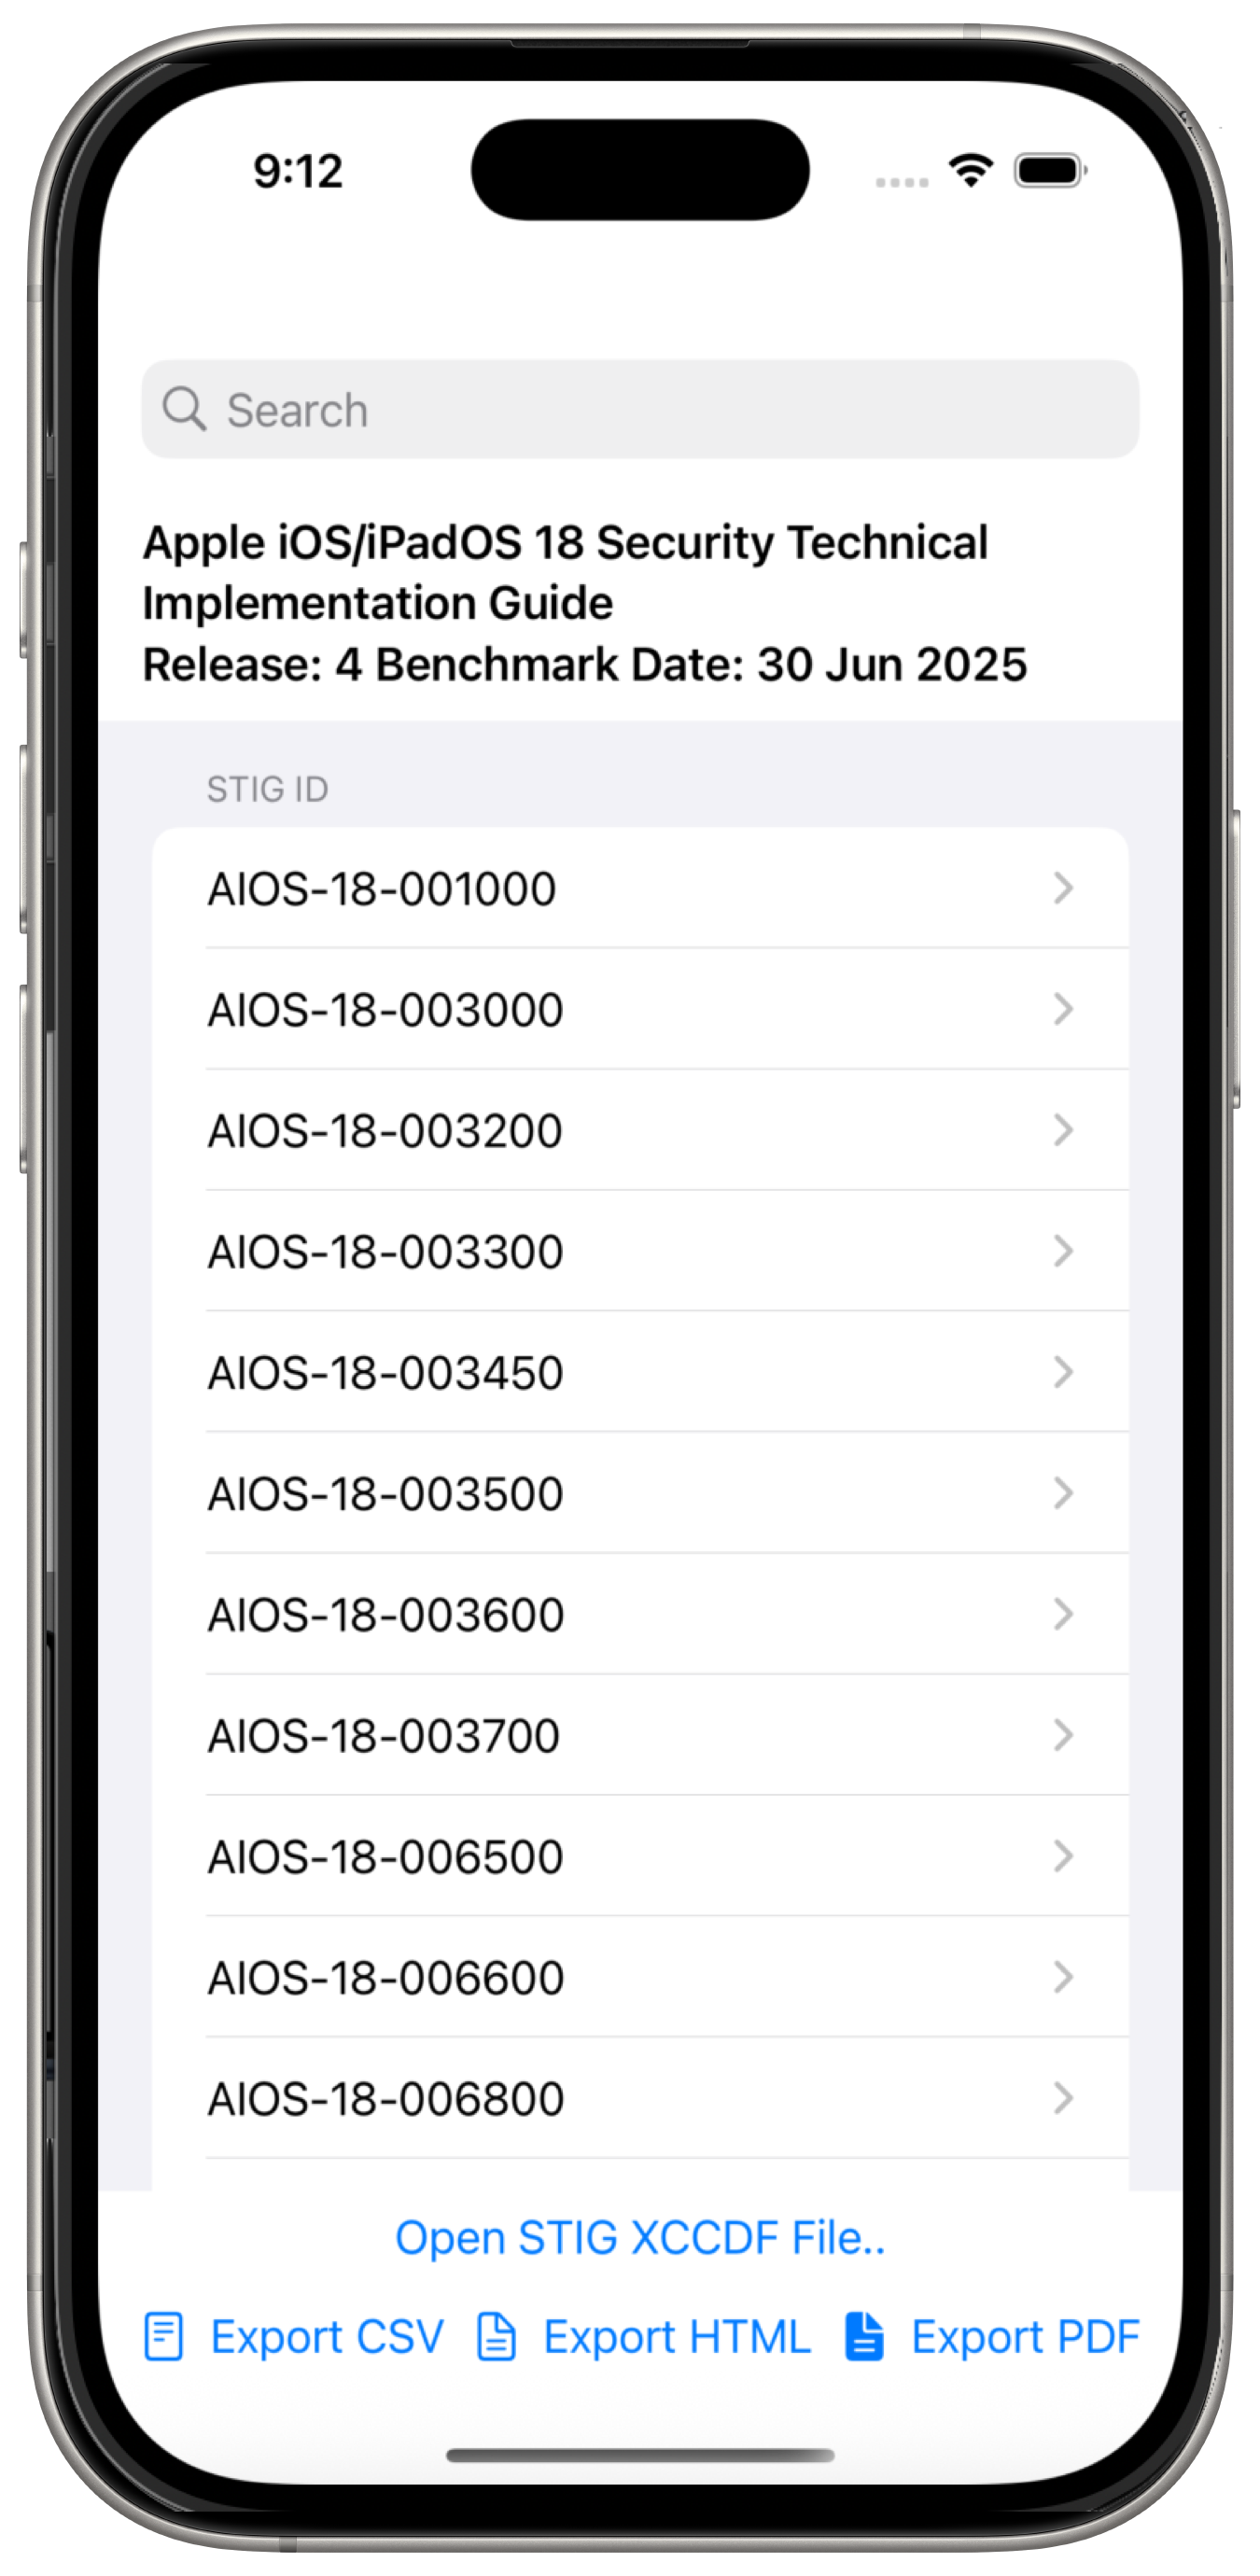 9:12
Search
Apple iOS/iPadOS 18 Security Technical
Implementation Guide
Release: 4 Benchmark Date: 30 Jun 2025
STIG ID
AIOS-18-001000
AIOS-18-003000
AIOS-18-003200
AIOS-18-003300
AIOS-18-003450
AIOS-18-003500
AIOS-18-003600
AIOS-18-003700
AIOS-18-006500
AIOS-18-006600
AIOS-18-006800
Open STIG XCCDF File..
Export CSV Export HTML Export PDF